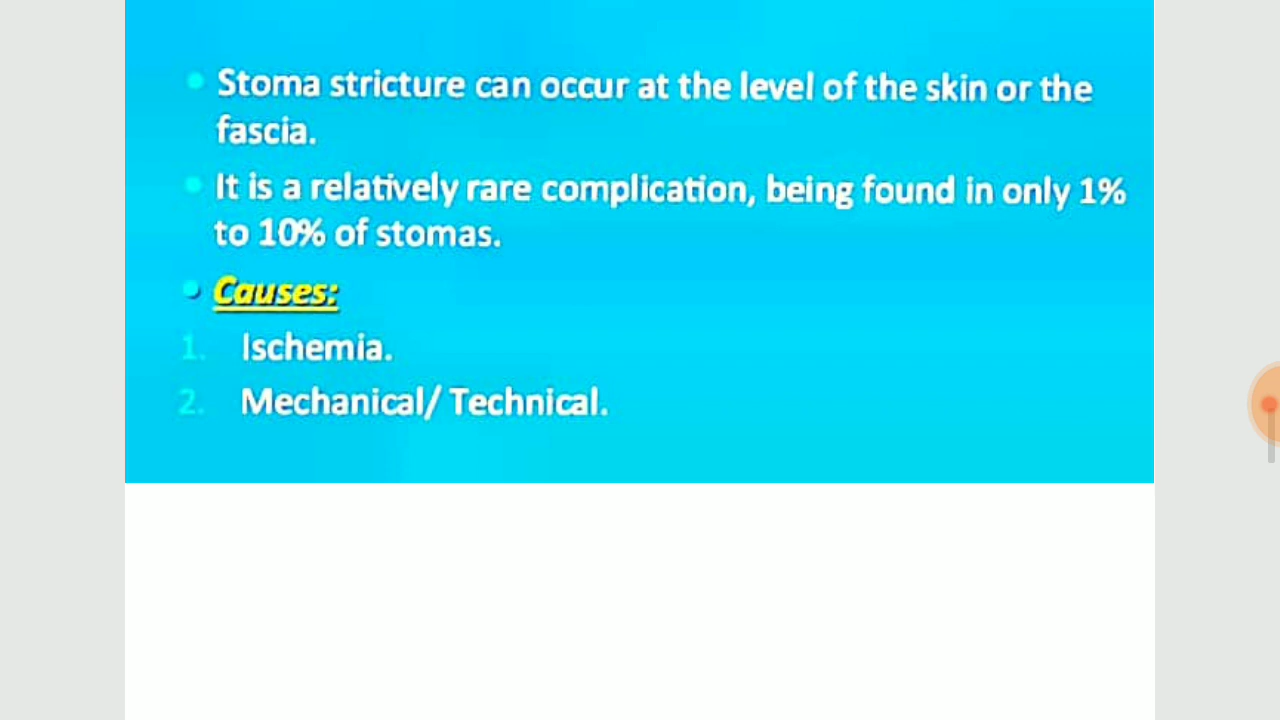 • Stoma stricture can occur at the level of the skin or the
fascia.
• It is a relatively rare complication, being found in only 1%
to 10% of stomas.
• Causes:
1. Ischemia.
2. Mechanical/ Technical.